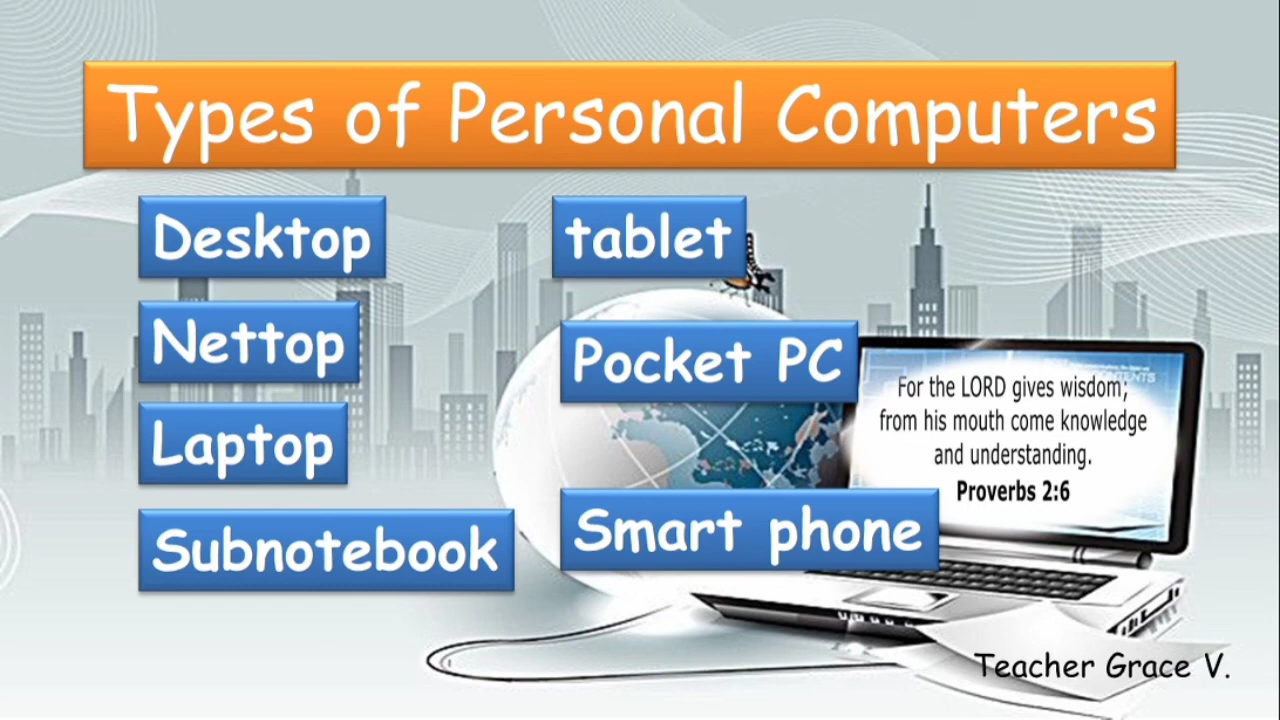 Types of Personal Computers
Desktop
Nettop
Laptop
Subnotebook
tablet
Pocket PC
Smart phone
For the LORD gives wisdom;
from his mouth come knowledge
and understanding.
Proverbs 2:6
Teacher Grace V.